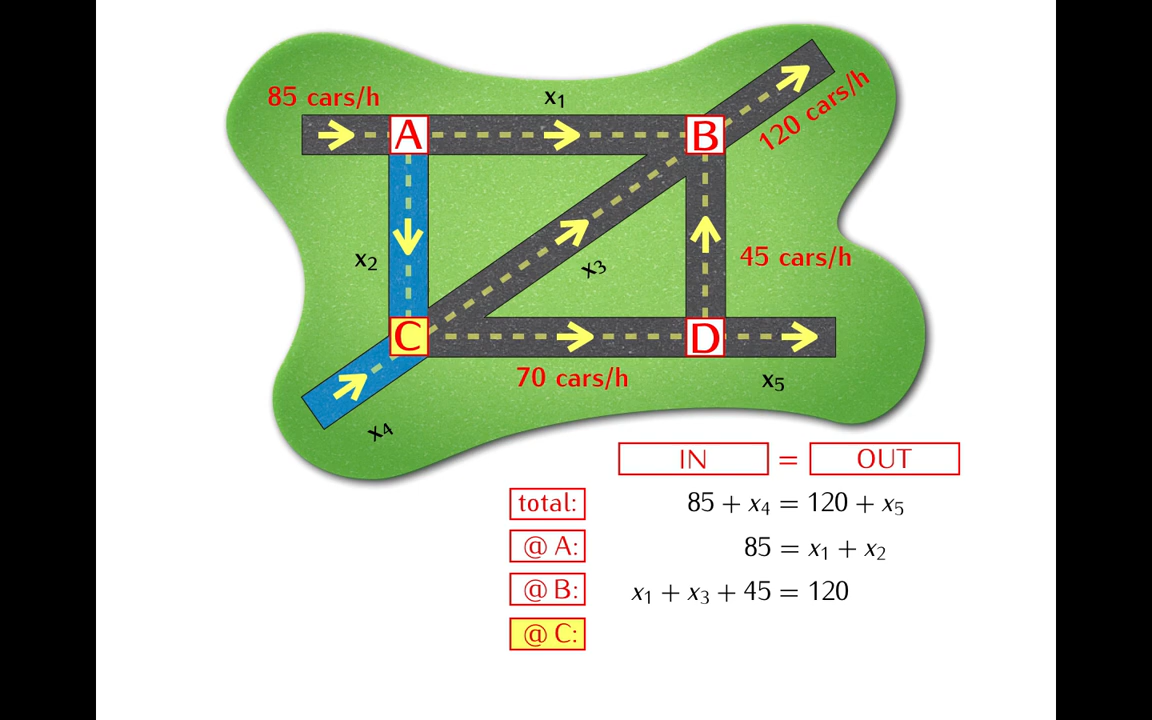 85 cars/h
x₁
A
B
120 cars/h
x₂
x₃
45 cars/h
C
D
70 cars/h
x₅
x₄
IN = OUT
total: 85 + x₄ = 120 + x₅
@ A: 85 = x₁ + x₂
@ B: x₁ + x₃ + 45 = 120
@ C: